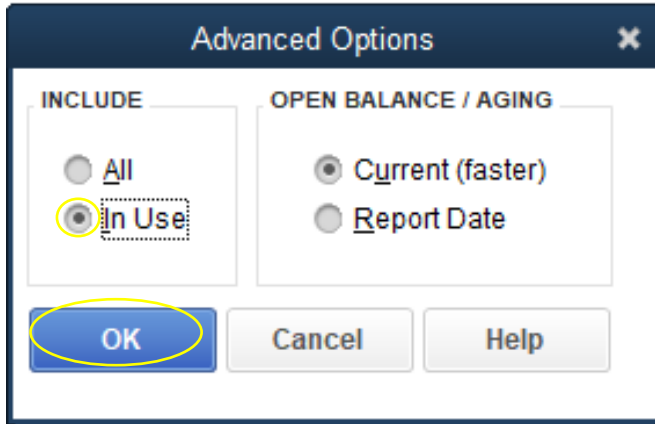 Advanced Options
INCLUDE
All
In Use
OPEN BALANCE / AGING
Current (faster)
Report Date
OK
Cancel
Help